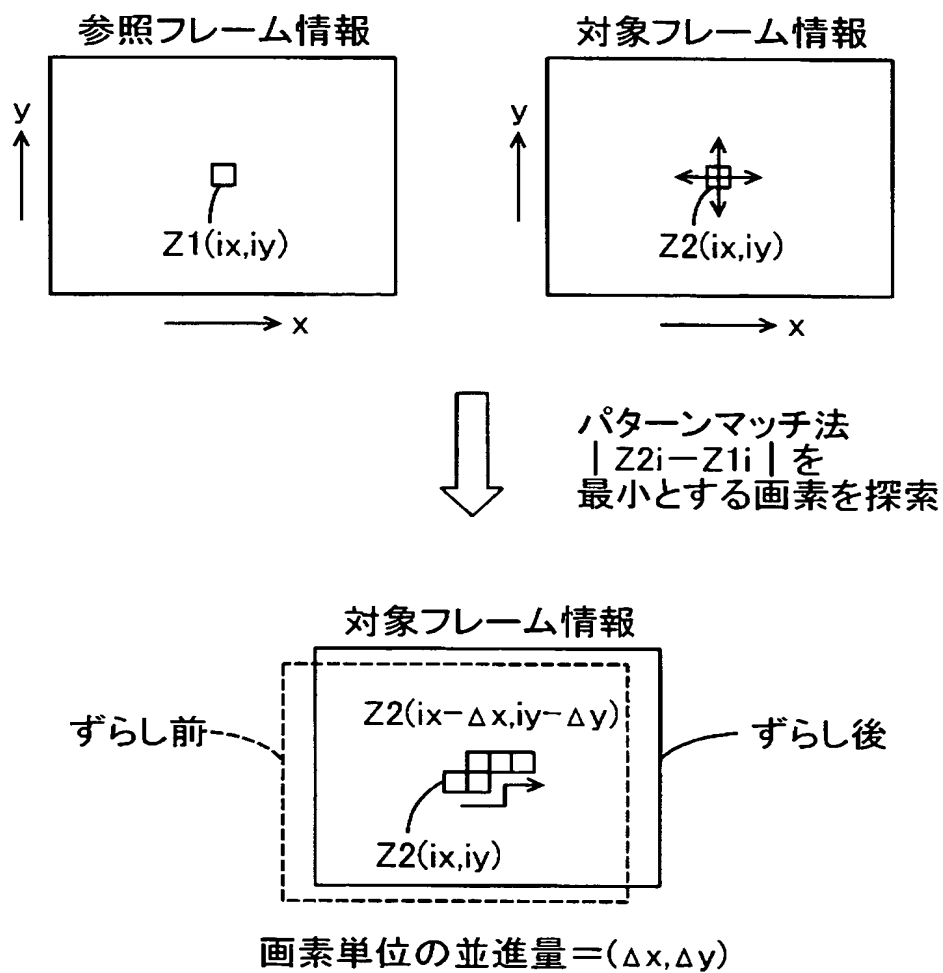 参照フレーム情報
対象フレーム情報
y
y
Z1(ix,iy)
Z2(ix,iy)
x
x
パターンマッチ法
|Z2i－Z1i|を
最小とする画素を探索
対象フレーム情報
Z2(ix-Δx,iy-Δy)
ずらし前
ずらし後
Z2(ix,iy)
画素単位の並進量=(Δx,Δy)